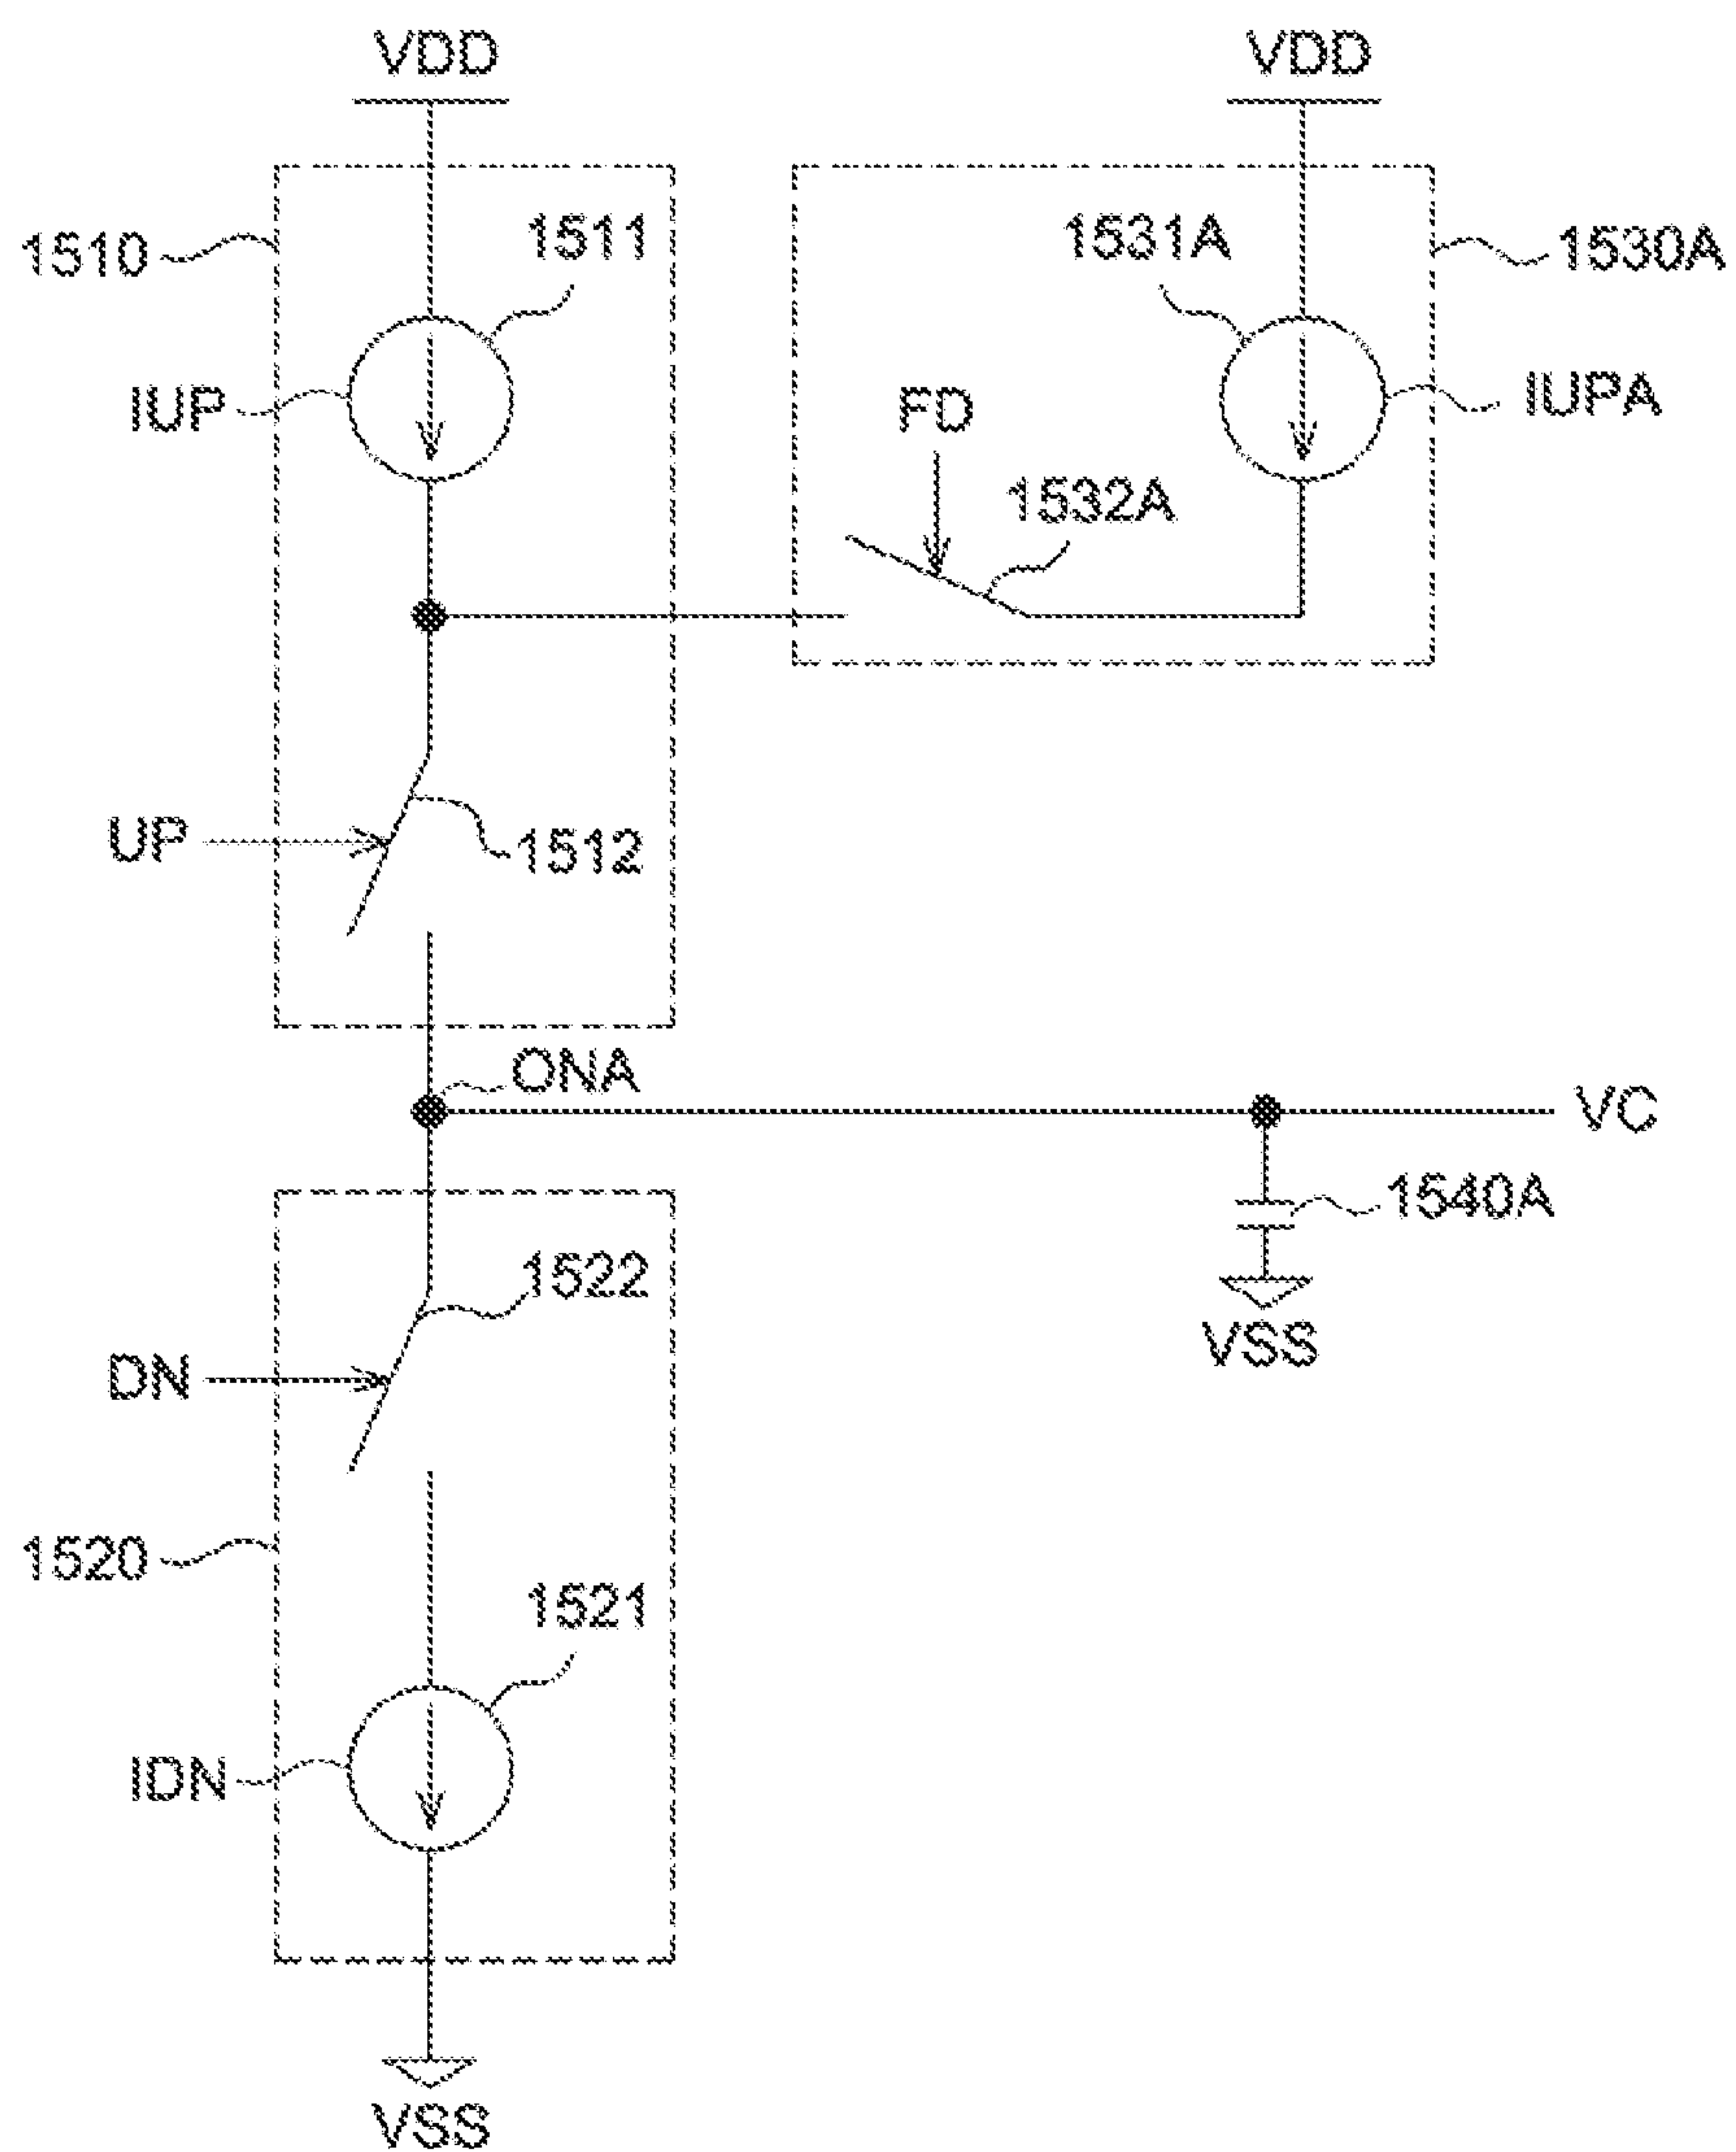 VDD
VDD
1510
1511
1531A
1530A
IUP
FD
IUPA
1532A
UP
1512
ONA
VC
1540A
1522
VSS
DN
1520
1521
IDN
VSS